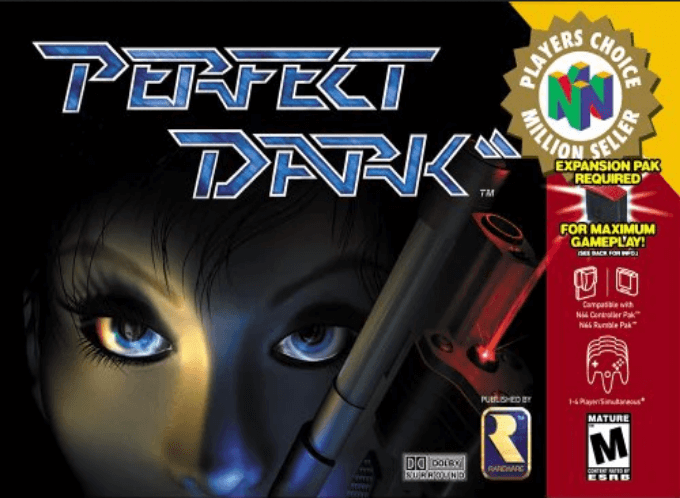 PERFECT
DARK
TM
PLAYERS CHOICE
MILLION SELLER
EXPANSION PAK
REQUIRED
FOR MAXIMUM
GAMEPLAY!
(SEE BACK FOR INFO.)
Compatible with
N64 Controller Pak™
N64 Rumble Pak™
1-4 Player Simultaneous
PUBLISHED BY
R
RAREWARE
DOLBY
SURROUND
MATURE
M
CONTENT RATED BY
ESRB